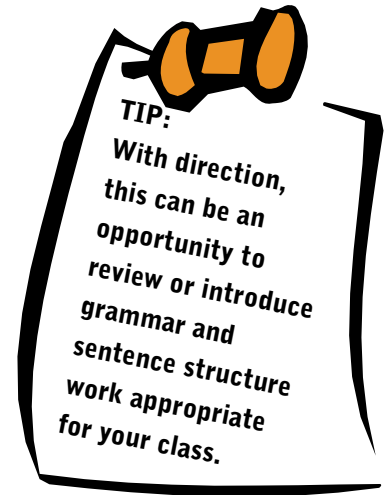 TIP:
With direction,
this can be an
opportunity to
review or introduce
grammar and
sentence structure
work appropriate
for your class.